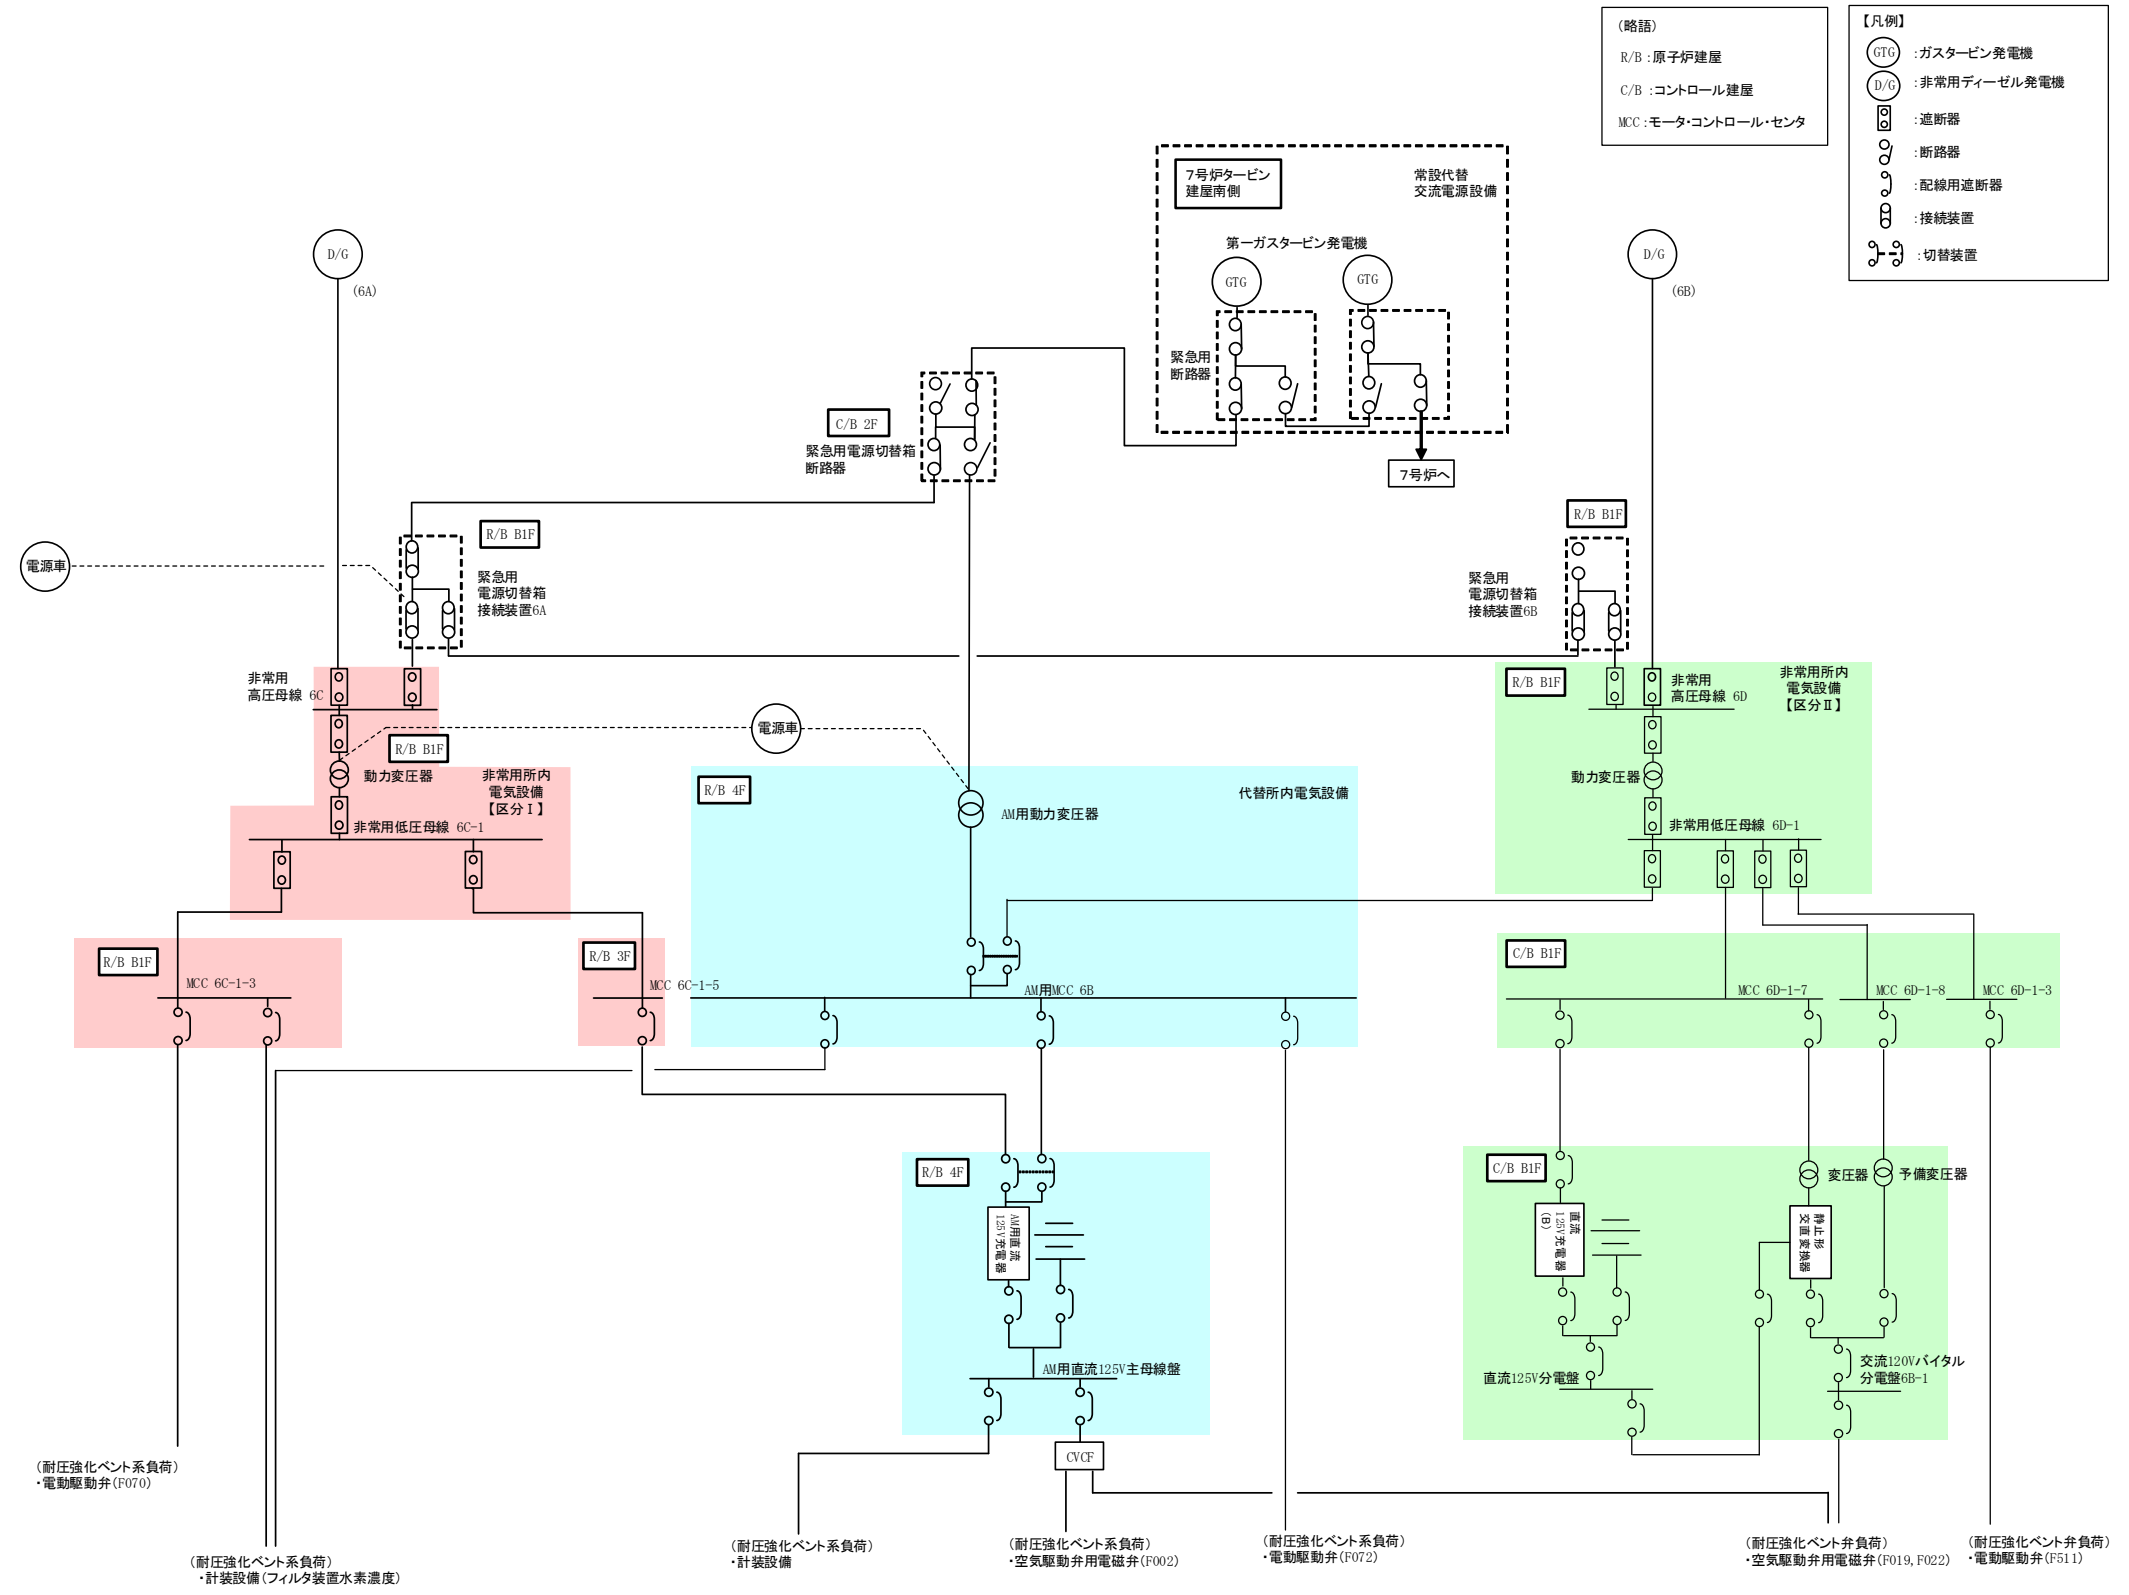 (略語)
R/B :原子炉建屋
C/B :コントロール建屋
MCC :モータ・コントロール・センタ
【凡例】
GTG :ガスタービン発電機
D/G :非常用ディーゼル発電機
:遮断器
:断路器
:配線用遮断器
:接続装置
:切替装置
7号炉タービン
建屋南側
常設代替
交流電源設備
第一ガスタービン発電機
GTG
GTG
緊急用
断路器
7号炉へ
D/G
(6A)
D/G
(6B)
C/B 2F
緊急用電源切替箱
断路器
R/B B1F
緊急用
電源切替箱
接続装置6A
電源車
R/B B1F
緊急用
電源切替箱
接続装置6B
非常用
高圧母線 6C
R/B B1F
動力変圧器
非常用所内
電気設備
【区分Ⅰ】
非常用低圧母線 6C-1
電源車
R/B 4F
代替所内電気設備
AM用動力変圧器
AM用MCC 6B
R/B B1F
非常用
高圧母線 6D
非常用所内
電気設備
【区分Ⅱ】
動力変圧器
非常用低圧母線 6D-1
R/B B1F
MCC 6C-1-3
R/B 3F
MCC 6C-1-5
C/B B1F
MCC 6D-1-7
MCC 6D-1-8
MCC 6D-1-3
R/B 4F
AM用直流
125V充電器
AM用直流125V主母線盤
CVCF
C/B B1F
直流
125V充電器
(B)
変圧器
予備変圧器
静止形
交直変換器
直流125V分電盤
交流120Vバイタル
分電盤6B-1
(耐圧強化ベント系負荷)
・電動駆動弁(F070)
(耐圧強化ベント系負荷)
・計装設備(フィルタ装置水素濃度)
(耐圧強化ベント系負荷)
・計装設備
(耐圧強化ベント系負荷)
・空気駆動弁用電磁弁(F002)
(耐圧強化ベント系負荷)
・電動駆動弁(F072)
(耐圧強化ベント弁負荷)
・空気駆動弁用電磁弁(F019,F022)
(耐圧強化ベント弁負荷)
・電動駆動弁(F511)